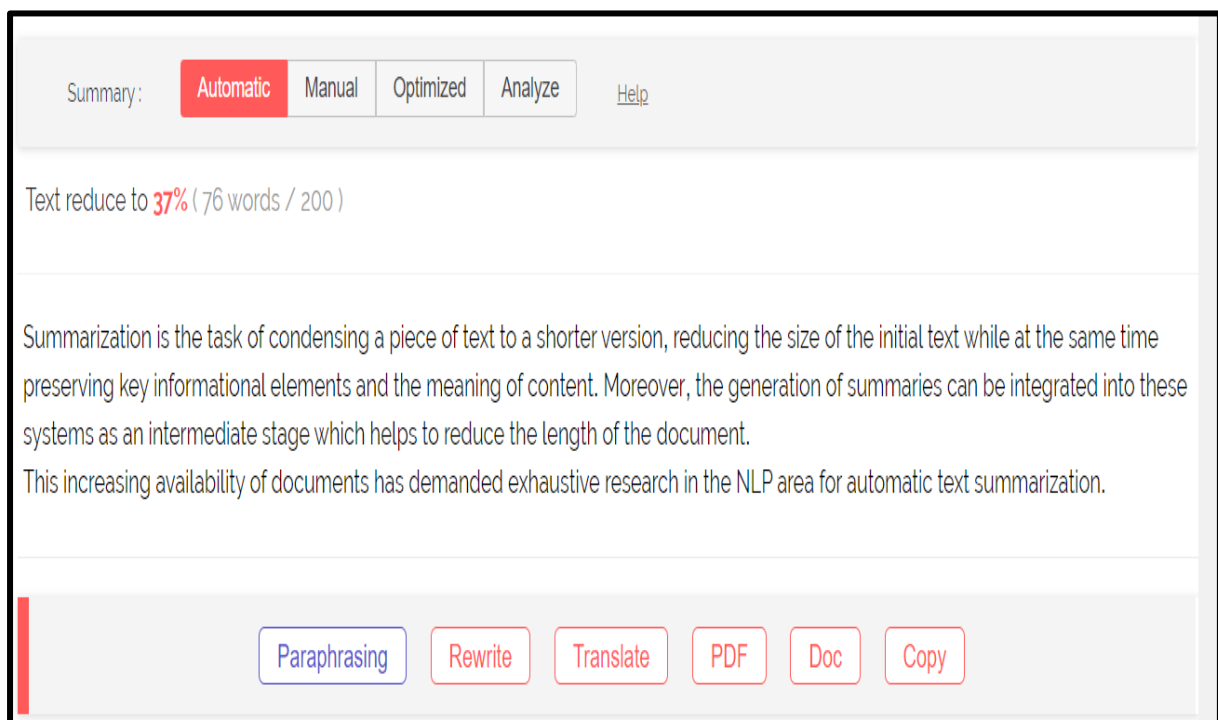 Summary : Automatic Manual Optimized Analyze Help
Text reduce to 37% ( 76 words / 200 )
Summarization is the task of condensing a piece of text to a shorter version, reducing the size of the initial text while at the same time
preserving key informational elements and the meaning of content. Moreover, the generation of summaries can be integrated into these
systems as an intermediate stage which helps to reduce the length of the document.
This increasing availability of documents has demanded exhaustive research in the NLP area for automatic text summarization.
Paraphrasing Rewrite Translate PDF Doc Copy